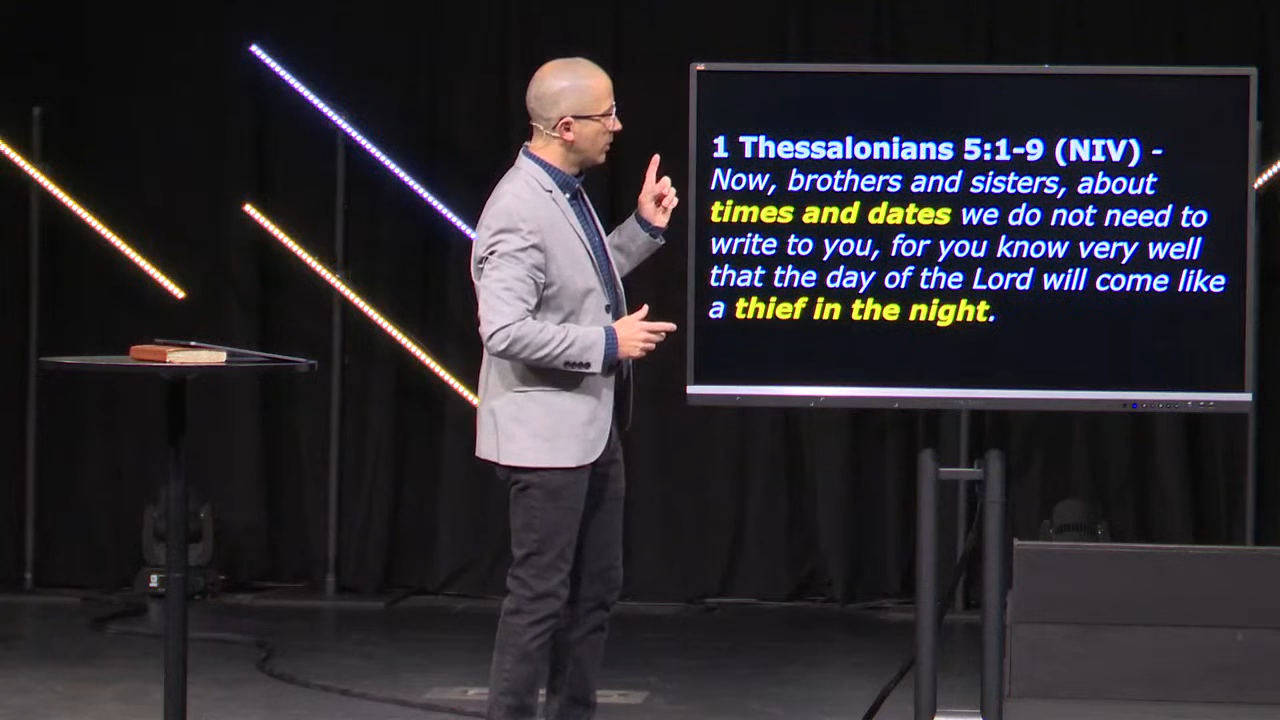 1 Thessalonians 5:1-9 (NIV) -
Now, brothers and sisters, about
times and dates we do not need to
write to you, for you know very well
that the day of the Lord will come like
a thief in the night.